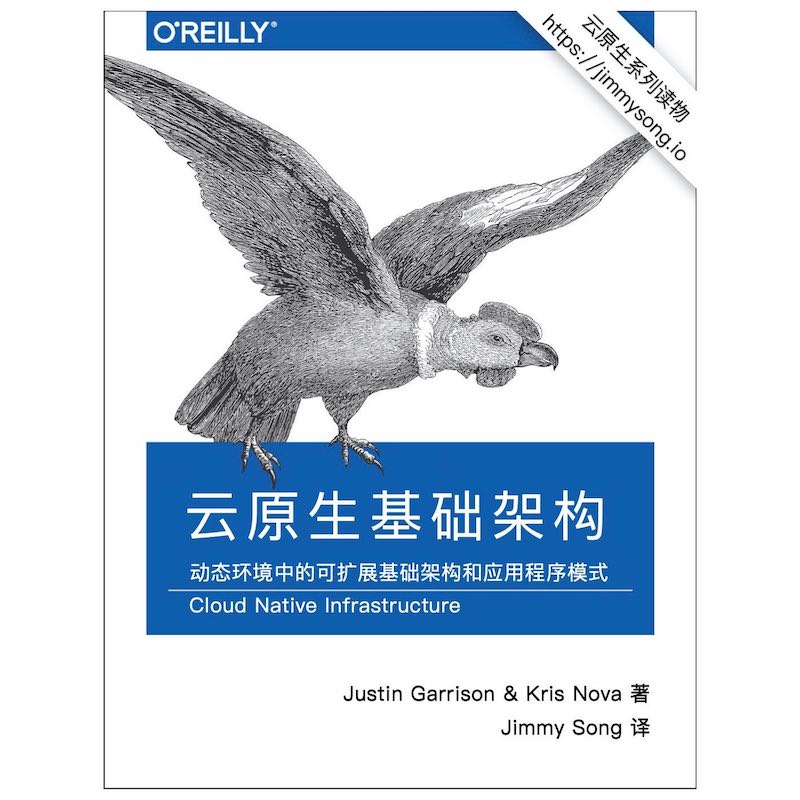 O'REILLY®
云原生系列读物
https://jimmysong.io
云原生基础架构
动态环境中的可扩展基础架构和应用程序模式
Cloud Native Infrastructure
Justin Garrison & Kris Nova 著
Jimmy Song 译